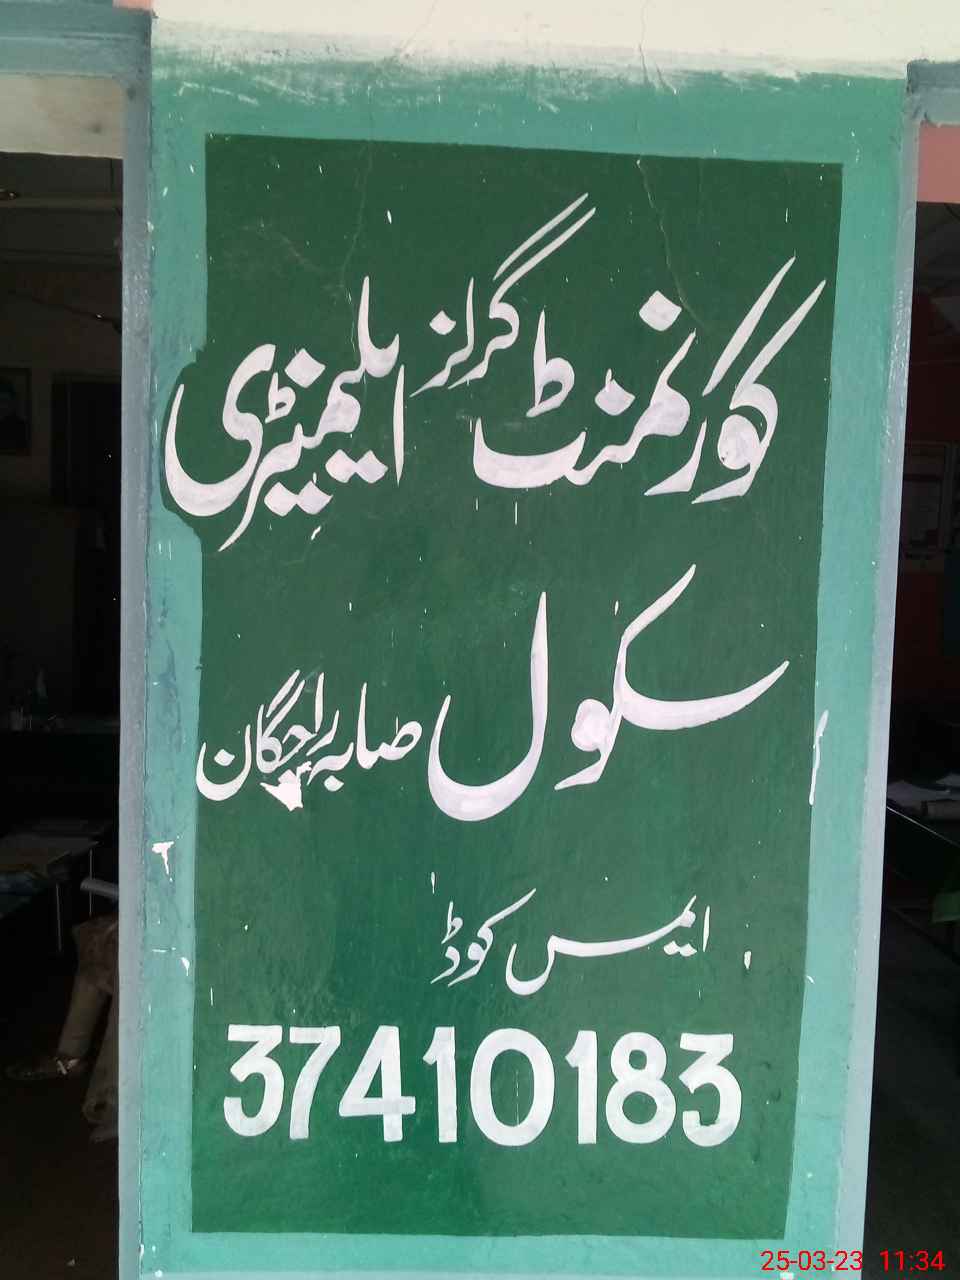 گورنمنٹ گرلز ایلیمنٹری
سکول صابہ راجگان
ایمس کوڈ
37410183
25-03-23 11:34